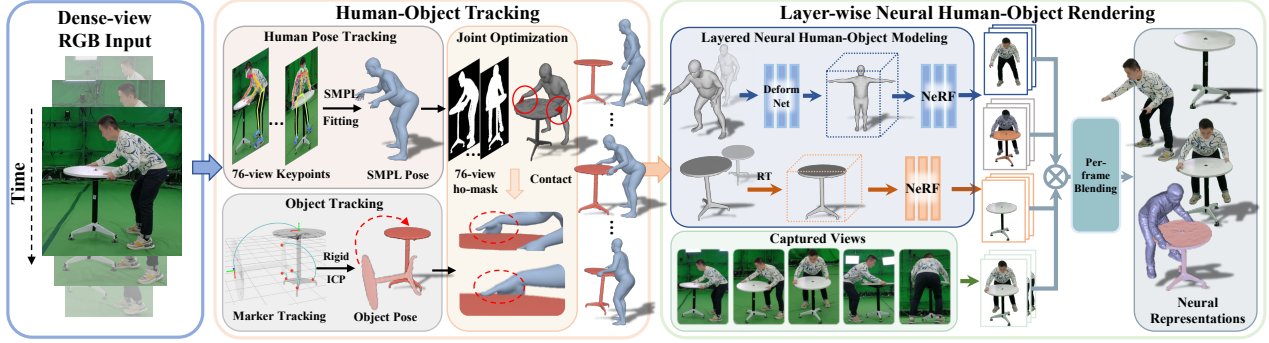 Dense-view
RGB Input
Time
Human-Object Tracking
Human Pose Tracking
SMPL
Fitting
76-view Keypoints
SMPL Pose
Object Tracking
Rigid
ICP
Marker Tracking
Object Pose
Joint Optimization
76-view
ho-mask
Contact
Layer-wise Neural Human-Object Rendering
Layered Neural Human-Object Modeling
Deform
Net
NeRF
RT
NeRF
Captured Views
Per-
frame
Blending
Neural
Representations